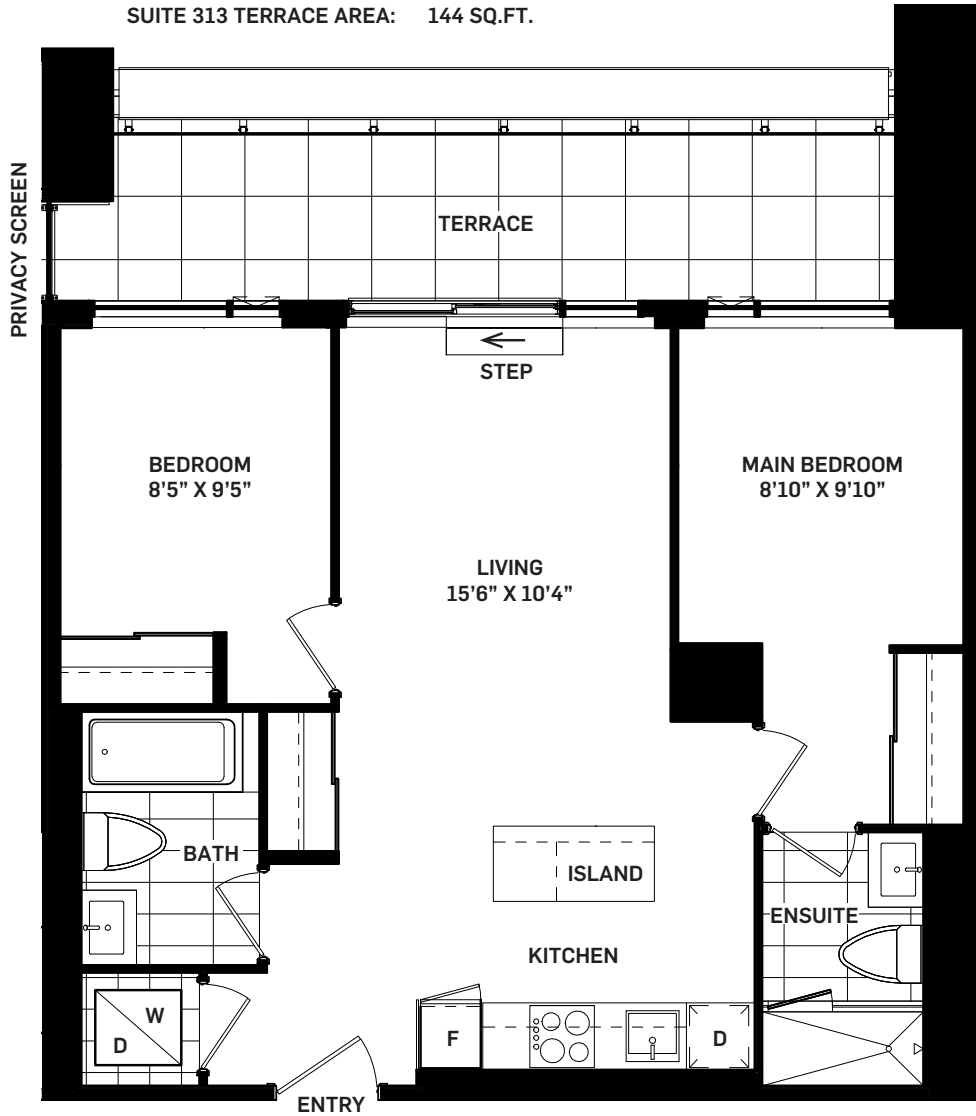 SUITE 313 TERRACE AREA: 144 SQ.FT.
PRIVACY SCREEN
TERRACE
STEP
BEDROOM
8’5” X 9’5”
MAIN BEDROOM
8’10” X 9’10”
LIVING
15’6” X 10’4”
BATH
ISLAND
ENSUITE
KITCHEN
W
D
F
D
ENTRY